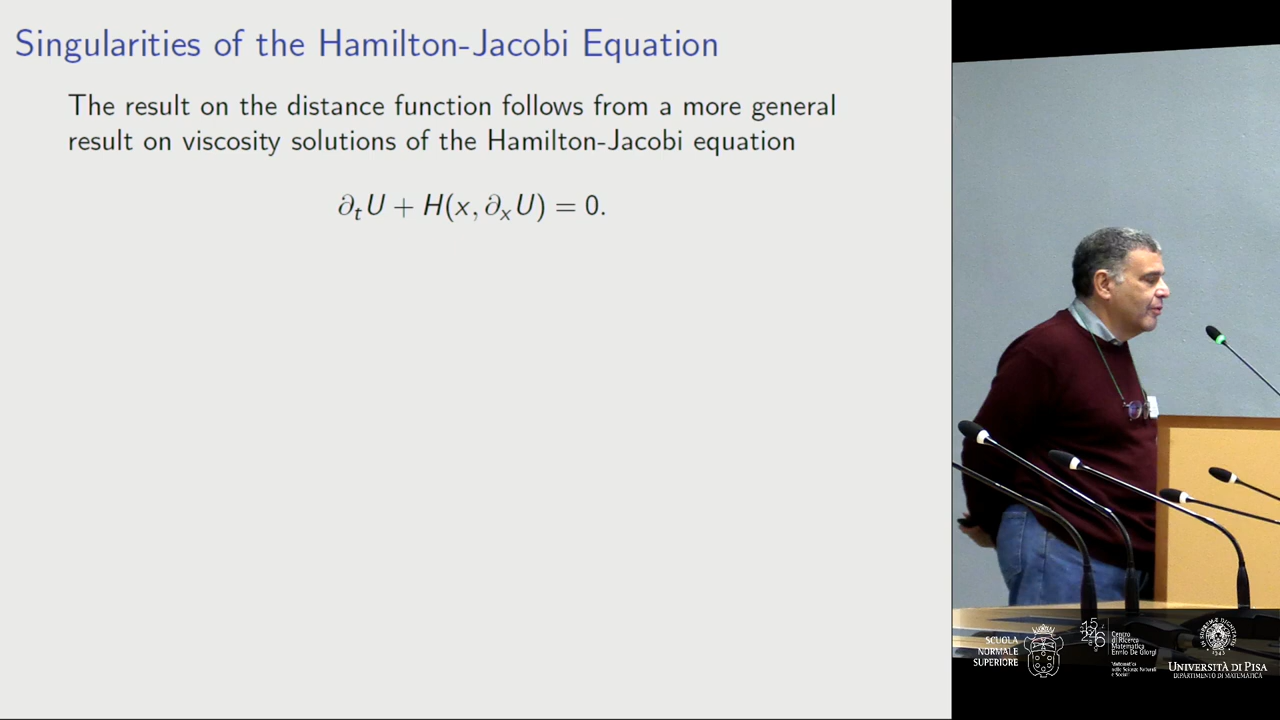 Singularities of the Hamilton-Jacobi Equation
The result on the distance function follows from a more general
result on viscosity solutions of the Hamilton-Jacobi equation
∂ₜU + H(x, ∂ₓU) = 0.
SCUOLA
NORMALE
SUPERIORE
Centro
di Ricerca
Matematica
Ennio De Giorgi
UNIVERSITÀ DI PISA
DIPARTIMENTO DI MATEMATICA